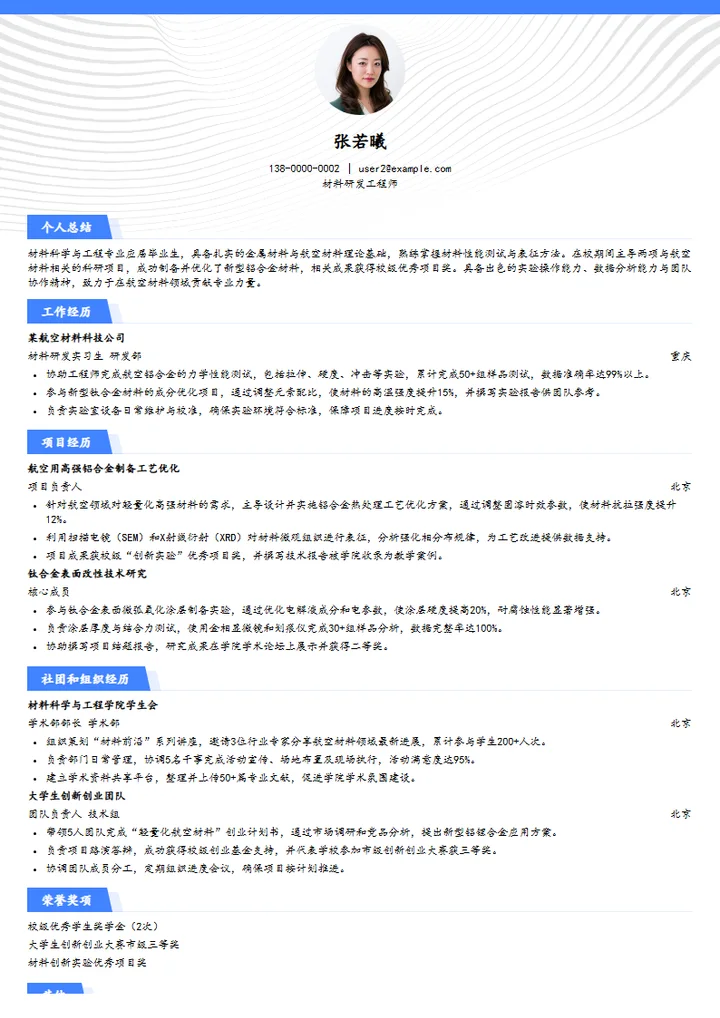 张若曦
138-0000-0002 | user2@example.com
材料研发工程师
个人总结
材料科学与工程专业应届毕业生，具备扎实的金属材料与航空材料理论基础，熟练掌握材料性能测试与表征方法。在校期间主导两项与航空
材料相关的科研项目，成功制备并优化了新型铝合金材料，相关成果获得校级优秀项目奖。具备出色的实验操作能力、数据分析能力与团队
协作精神，致力于在航空材料领域贡献专业力量。
工作经历
某航空材料科技公司
材料研发实习生 研发部 重庆
• 协助工程师完成航空铝合金的力学性能测试，包括拉伸、硬度、冲击等实验，累计完成50+组样品测试，数据准确率达99%以上。
• 参与新型钛合金材料的成分优化项目，通过调整元素配比，使材料的高温强度提升15%，并撰写实验报告供团队参考。
• 负责实验室设备日常维护与校准，确保实验环境符合标准，保障项目进度按时完成。
项目经历
航空用高强铝合金制备工艺优化
项目负责人 北京
• 针对航空领域对轻量化高强材料的需求，主导设计并实施铝合金热处理工艺优化方案，通过调整固溶时效参数，使材料抗拉强度提升
12%。
• 利用扫描电镜（SEM）和X射线衍射（XRD）对材料微观组织进行表征，分析强化相分布规律，为工艺改进提供数据支持。
• 项目成果获校级“创新实验”优秀项目奖，并撰写技术报告被学院收录为教学案例。
钛合金表面改性技术研究
核心成员 北京
• 参与钛合金表面微弧氧化涂层制备实验，通过优化电解液成分和电参数，使涂层硬度提高20%，耐腐蚀性能显著增强。
• 负责涂层厚度与结合力测试，使用金相显微镜和划痕仪完成30+组样品分析，数据完整率达100%。
• 协助撰写项目结题报告，研究成果在学院学术论坛上展示并获得二等奖。
社团和组织经历
材料科学与工程学院学生会
学术部部长 学术部 北京
• 组织策划“材料前沿”系列讲座，邀请3位行业专家分享航空材料领域最新进展，累计参与学生200+人次。
• 负责部门日常管理，协调5名干事完成活动宣传、场地布置及现场执行，活动满意度达95%。
• 建立学术资料共享平台，整理并上传50+篇专业文献，促进学院学术氛围建设。
大学生创新创业团队
团队负责人 技术组 北京
• 带领5人团队完成“轻量化航空材料”创业计划书，通过市场调研和竞品分析，提出新型铝锂合金应用方案。
• 负责项目路演答辩，成功获得校级创业基金支持，并代表学校参加市级创新创业大赛获三等奖。
• 协调团队成员分工，定期组织进度会议，确保项目按计划推进。
荣誉奖项
校级优秀学生奖学金（2次）
大学生创新创业大赛市级三等奖
材料创新实验优秀项目奖